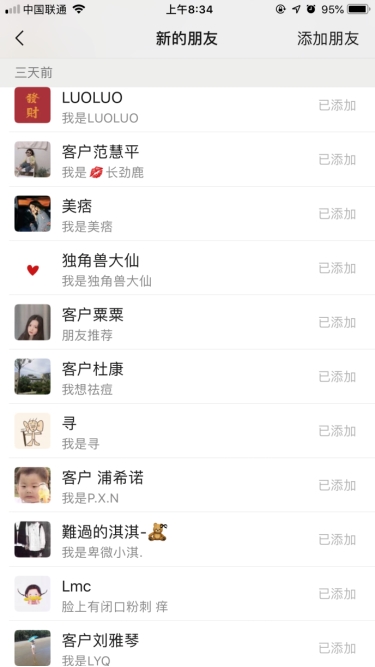 中国联通
上午8:34
95%
新的朋友
添加朋友
三天前
發財
LUOLUO
我是LUOLUO
已添加
客户范慧平
我是💋长劲鹿
已添加
美痞
我是美痞
已添加
独角兽大仙
我是独角兽大仙
已添加
客户粟粟
朋友推荐
已添加
客户杜康
我想祛痘
已添加
寻
我是寻
已添加
客户 浦希诺
我是P.X.N
已添加
難過的淇淇-🧸
我是卑微小淇.
已添加
Lmc
脸上有闭口粉刺 痒
已添加
客户刘雅琴
我是LYQ
已添加